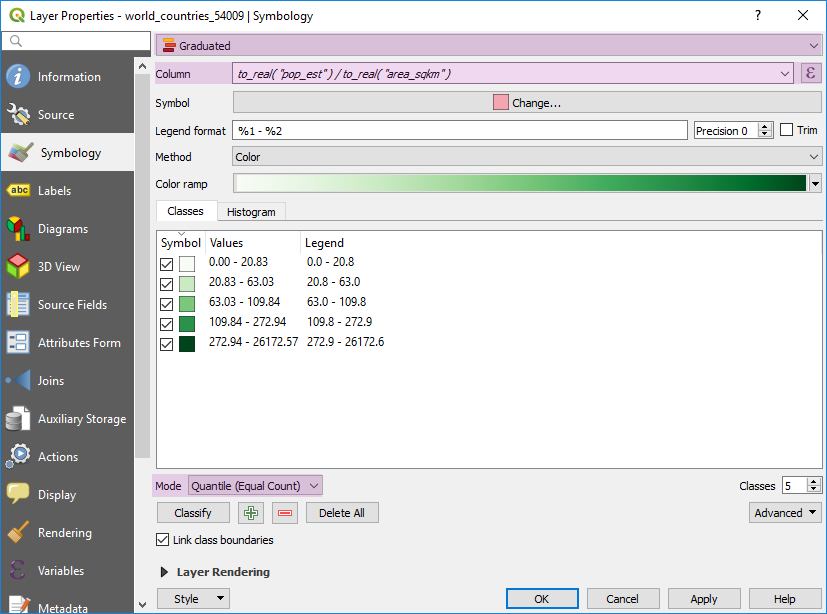 Layer Properties - world_countries_54009 | Symbology
?
Graduated
Information
Column
to_real( "pop_est" ) / to_real( "area_sqkm" )
ε
Source
Symbol
Change...
Legend format
%1 - %2
Precision 0
Trim
Symbology
Method
Color
Color ramp
abc
Labels
Classes
Histogram
Diagrams
Symbol
Values
Legend
0.00 - 20.83
0.0 - 20.8
3D View
20.83 - 63.03
20.8 - 63.0
63.03 - 109.84
63.0 - 109.8
Source Fields
109.84 - 272.94
109.8 - 272.9
272.94 - 26172.57
272.9 - 26172.6
Attributes Form
Joins
Auxiliary Storage
Actions
Display
Mode
Quantile (Equal Count)
Classes
5
Classify
Delete All
Advanced
Rendering
Link class boundaries
ε
Variables
Layer Rendering
Metadata
Style
OK
Cancel
Apply
Help